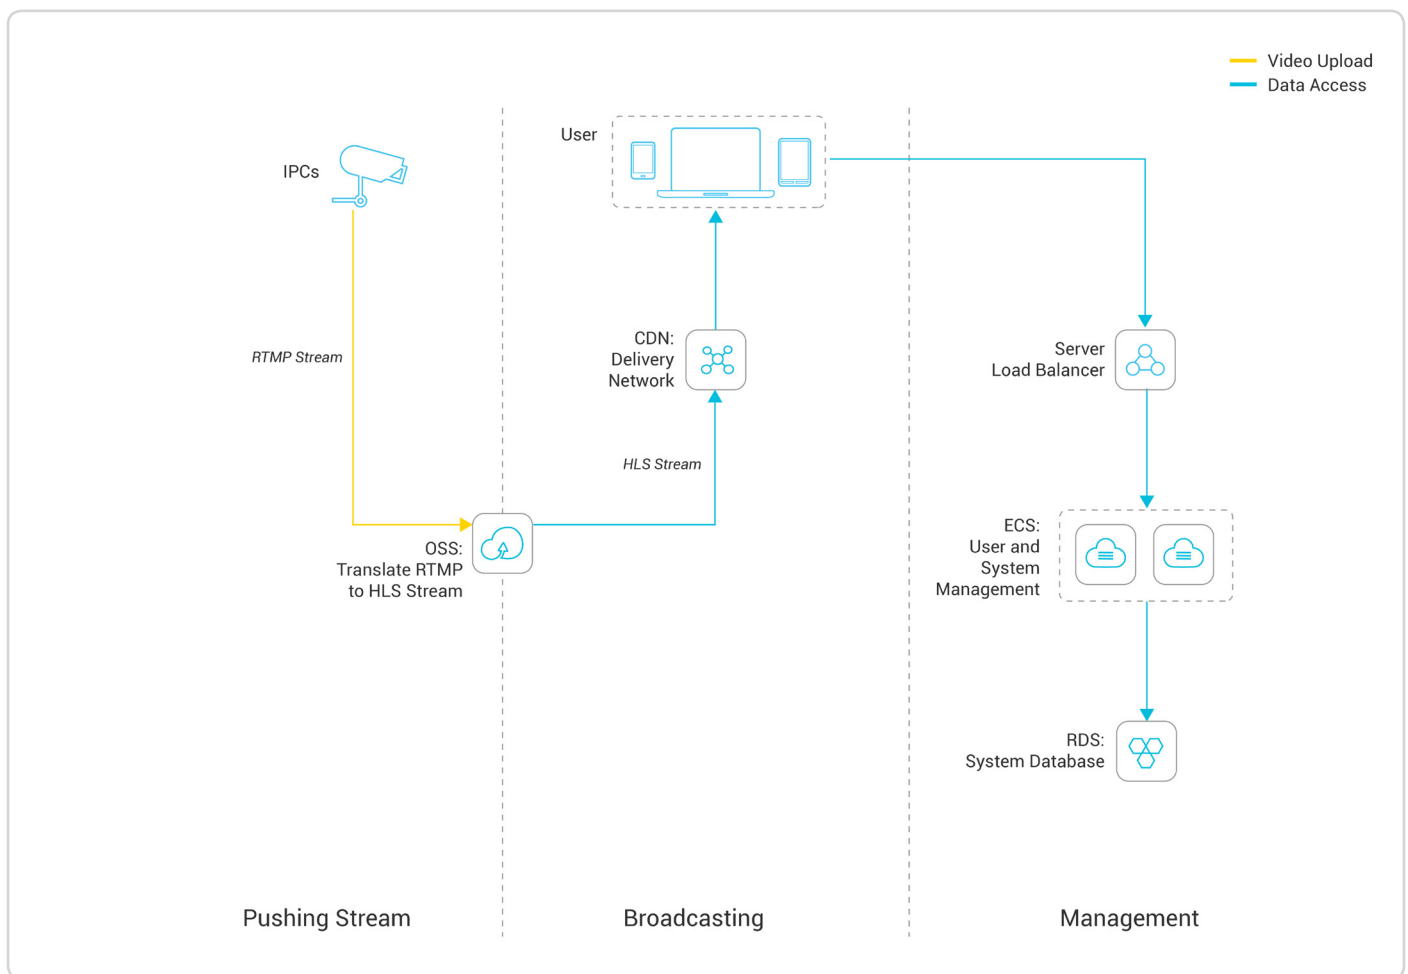 Video Upload
Data Access
IPCs
RTMP Stream
OSS:
Translate RTMP
to HLS Stream
User
CDN:
Delivery
Network
HLS Stream
Server
Load Balancer
ECS:
User and
System
Management
RDS:
System Database
Pushing Stream
Broadcasting
Management